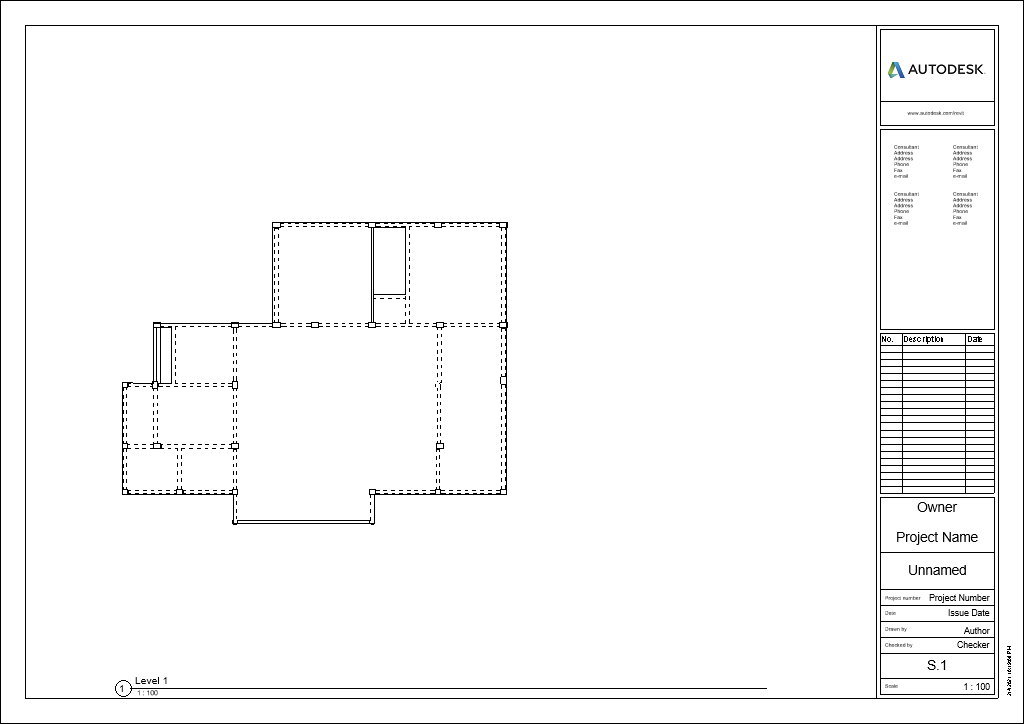 AUTODESK
www.autodesk.com/revit
Consultant
Address
Address
Phone
Fax
e-mail
Consultant
Address
Address
Phone
Fax
e-mail
Consultant
Address
Address
Phone
Fax
e-mail
Consultant
Address
Address
Phone
Fax
e-mail
No. Description Date
Owner
Project Name
Unnamed
Project number Project Number
Date Issue Date
Drawn by Author
Checked by Checker
S.1
Scale 1 : 100
1 Level 1
1 : 100